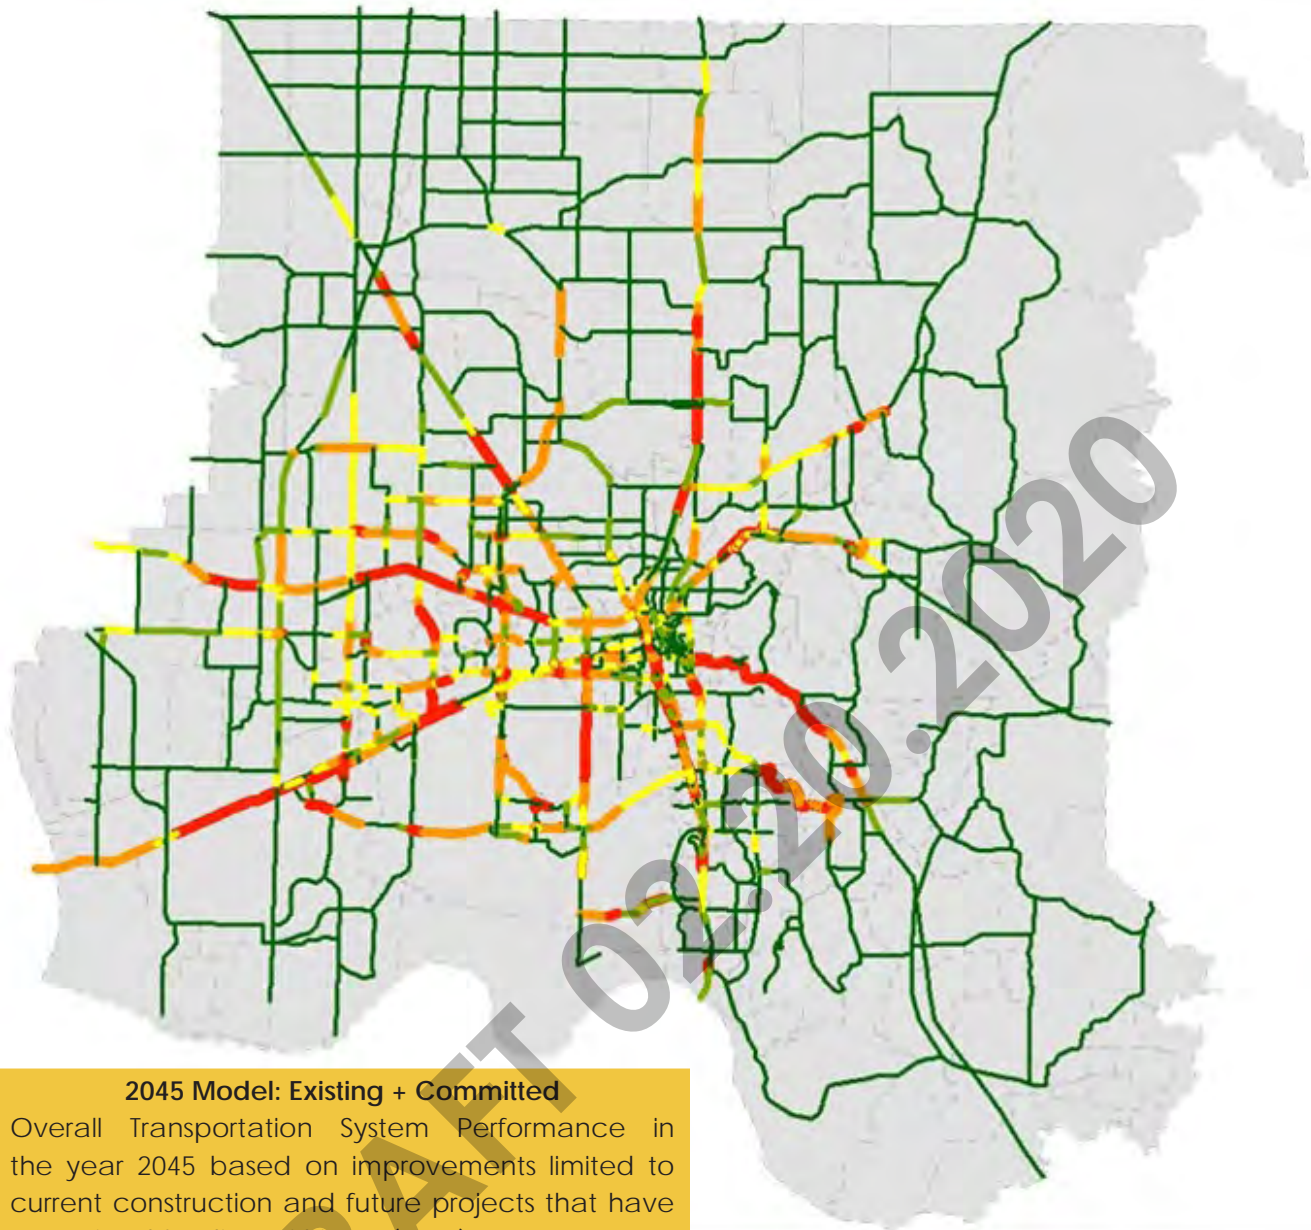 DRAFT 02.20.2020
2045 Model: Existing + Committed
Overall Transportation System Performance in
the year 2045 based on improvements limited to
current construction and future projects that have